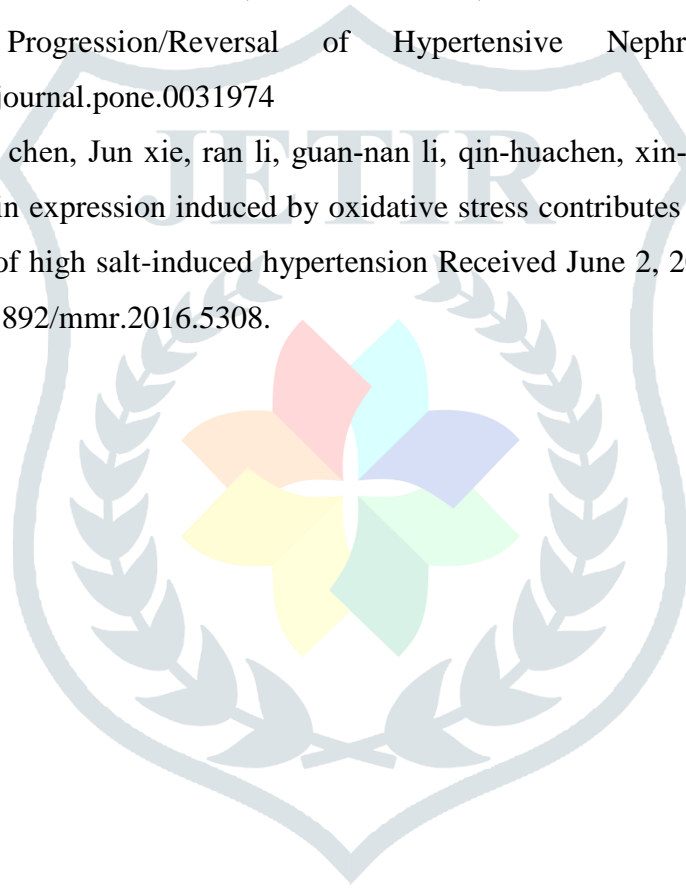 Progression/Reversal of Hypertensive Nephr
journal.pone.0031974
chen, Jun xie, ran li, guan-nan li, qin-huachen, xin-
in expression induced by oxidative stress contributes
of high salt-induced hypertension Received June 2, 20
892/mmr.2016.5308.
JETIR